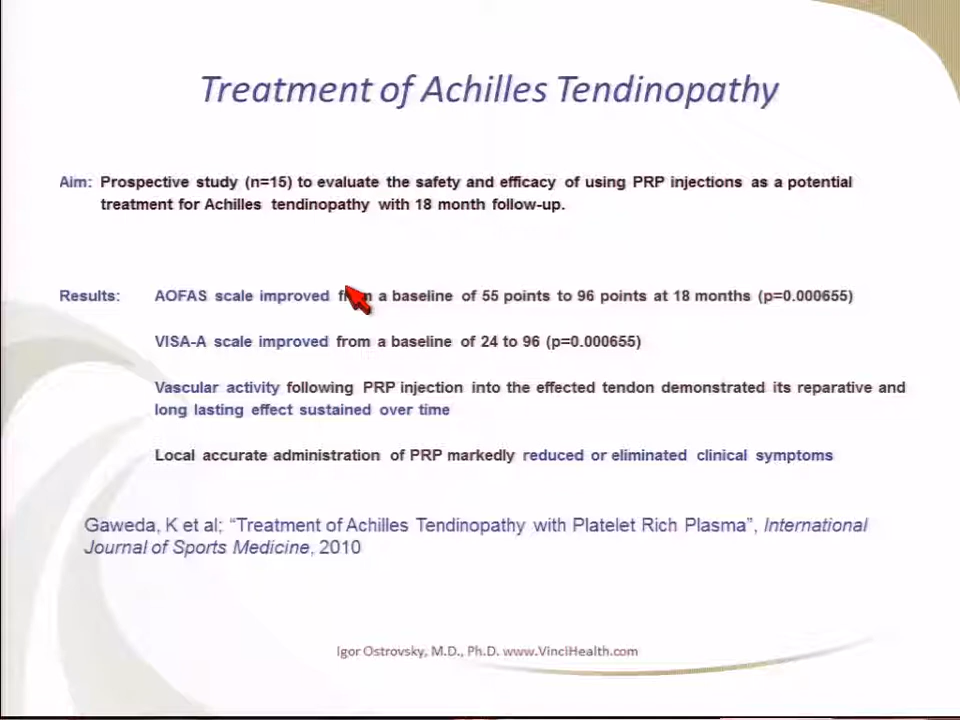 Treatment of Achilles Tendinopathy
Aim: Prospective study (n=15) to evaluate the safety and efficacy of using PRP injections as a potential
treatment for Achilles tendinopathy with 18 month follow-up.
Results: AOFAS scale improved from a baseline of 55 points to 96 points at 18 months (p=0.000655)
VISA-A scale improved from a baseline of 24 to 96 (p=0.000655)
Vascular activity following PRP injection into the effected tendon demonstrated its reparative and
long lasting effect sustained over time
Local accurate administration of PRP markedly reduced or eliminated clinical symptoms
Gaweda, K et al; “Treatment of Achilles Tendinopathy with Platelet Rich Plasma”, International
Journal of Sports Medicine, 2010
Igor Ostrovsky, M.D., Ph.D. www.VinciHealth.com